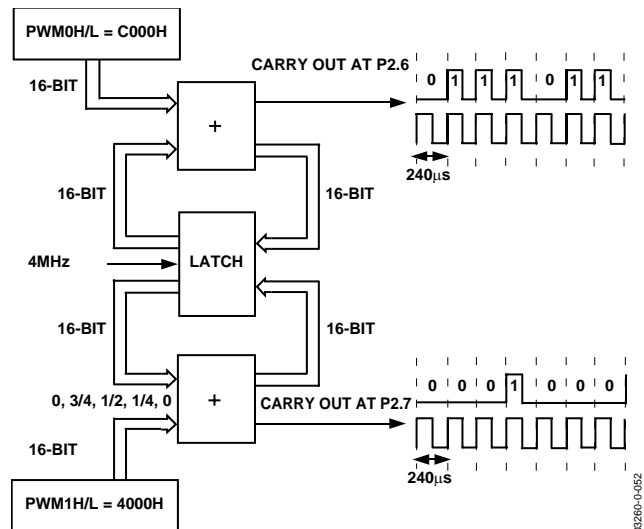 PWM0H/L = C000H
CARRY OUT AT P2.6
0 1 1 1 0 1 1
16-BIT
+
240μs
16-BIT
16-BIT
4MHz
LATCH
16-BIT
16-BIT
0 0 0 1 0 0 0
+
0, 3/4, 1/2, 1/4, 0
CARRY OUT AT P2.7
16-BIT
240μs
PWM1H/L = 4000H
3260-0-052